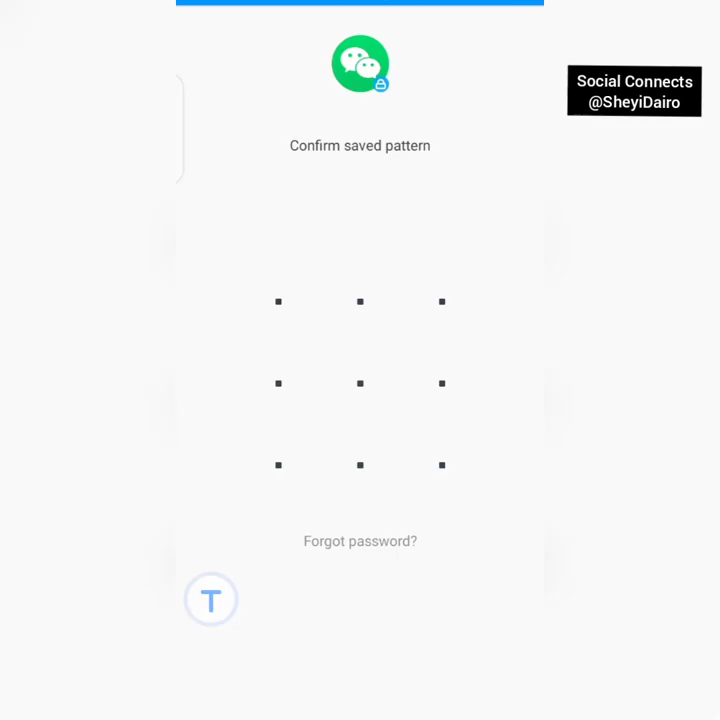 Social Connects
@SheyiDairo
Confirm saved pattern
Forgot password?
T